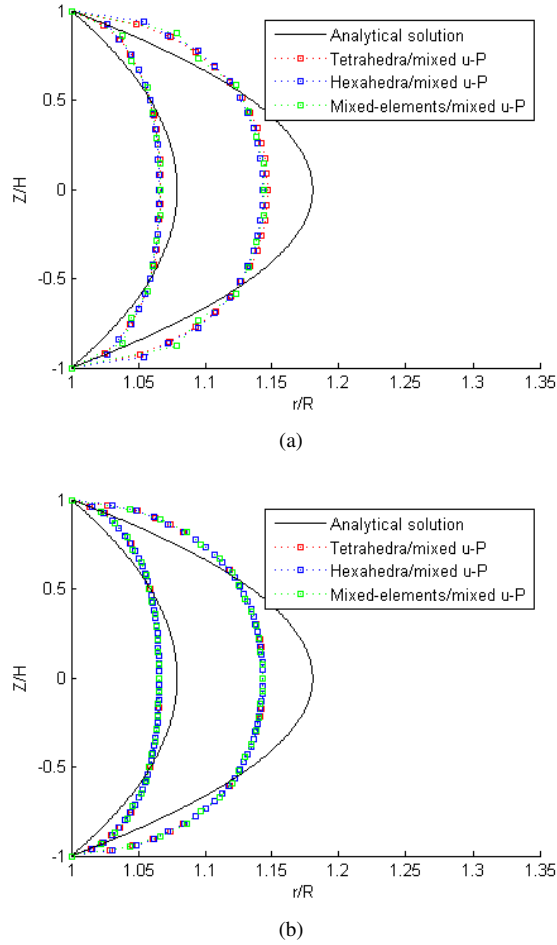 1
0.5
0
-0.5
-1
Z/H
Analytical solution
Tetrahedra/mixed u-P
Hexahedra/mixed u-P
Mixed-elements/mixed u-P
1
1.05
1.1
1.15
1.2
1.25
1.3
1.35
r/R
(a)
1
0.5
0
-0.5
-1
Z/H
Analytical solution
Tetrahedra/mixed u-P
Hexahedra/mixed u-P
Mixed-elements/mixed u-P
1
1.05
1.1
1.15
1.2
1.25
1.3
1.35
r/R
(b)